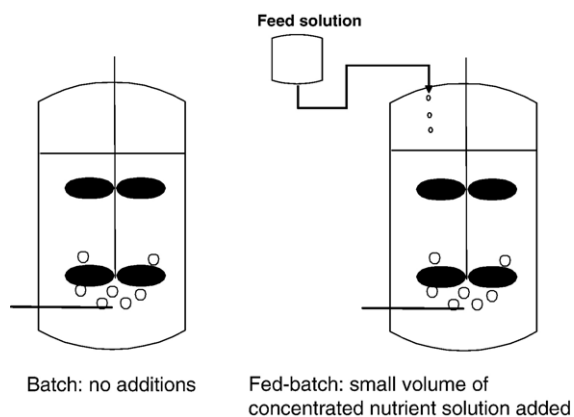 Feed solution
Batch: no additions
Fed-batch: small volume of
concentrated nutrient solution added